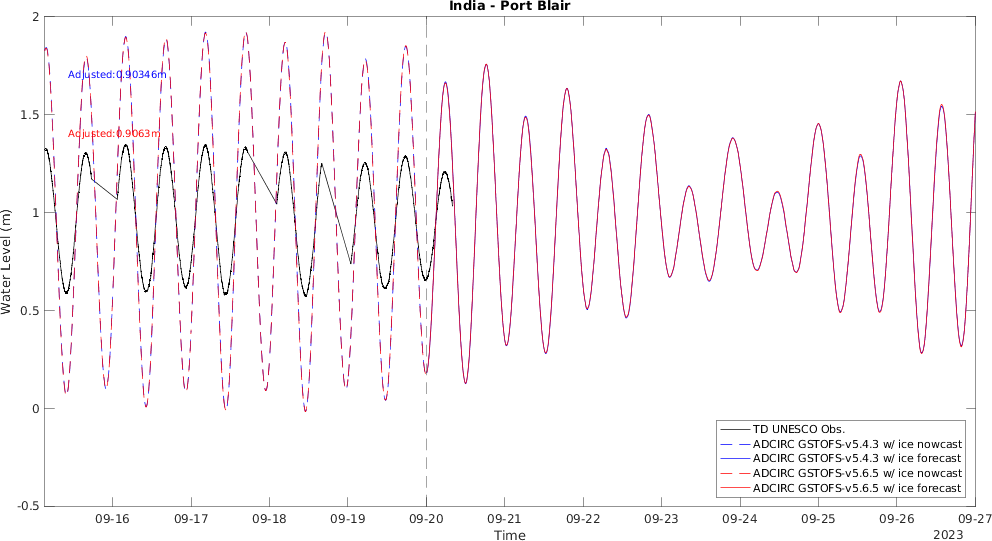 India - Port Blair
2
1.5
1
0.5
0
-0.5
Water Level (m)
Adjusted:0.90346m
Adjusted:0.9063m
TD UNESCO Obs.
ADCIRC GSTOFS-v5.4.3 w/ ice nowcast
ADCIRC GSTOFS-v5.4.3 w/ ice forecast
ADCIRC GSTOFS-v5.6.5 w/ ice nowcast
ADCIRC GSTOFS-v5.6.5 w/ ice forecast
09-16 09-17 09-18 09-19 09-20 09-21 09-22 09-23 09-24 09-25 09-26 09-27
Time
2023